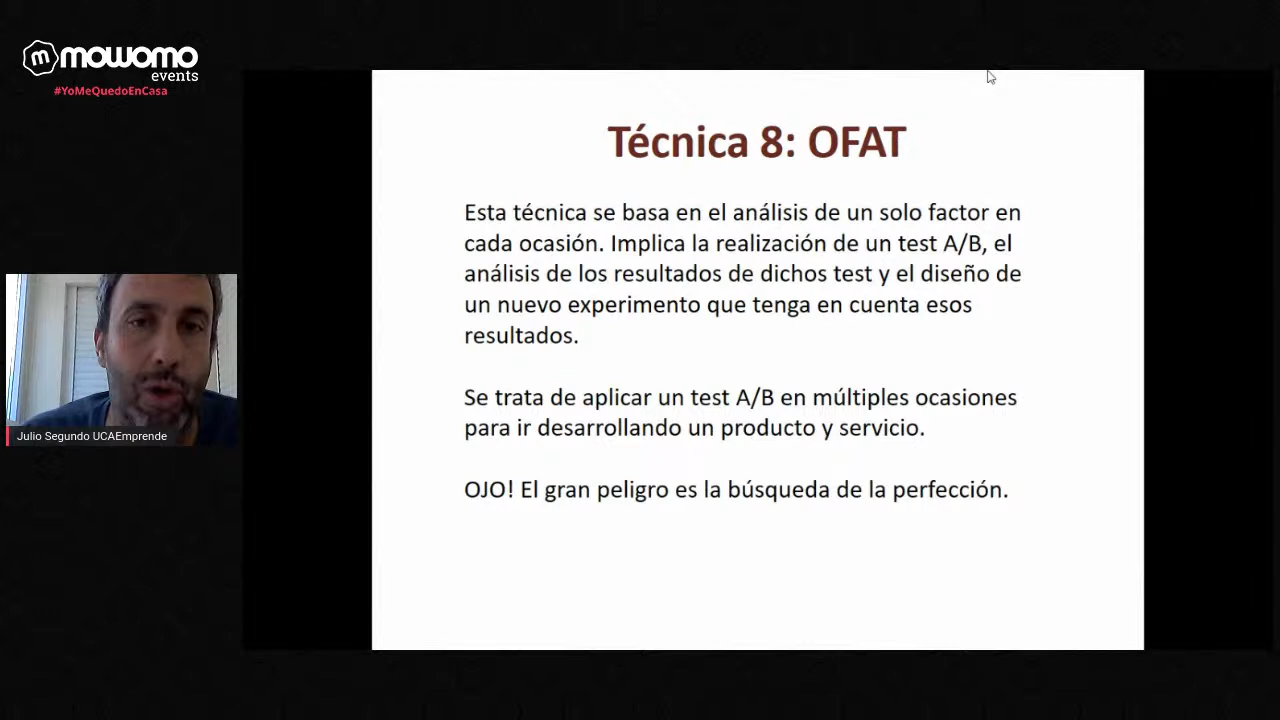 mowomo
events
#YoMeQuedoEnCasa
Técnica 8: OFAT
Esta técnica se basa en el análisis de un solo factor en
cada ocasión. Implica la realización de un test A/B, el
análisis de los resultados de dichos test y el diseño de
un nuevo experimento que tenga en cuenta esos
resultados.
Se trata de aplicar un test A/B en múltiples ocasiones
para ir desarrollando un producto y servicio.
OJO! El gran peligro es la búsqueda de la perfección.
Julio Segundo UCAEmprende